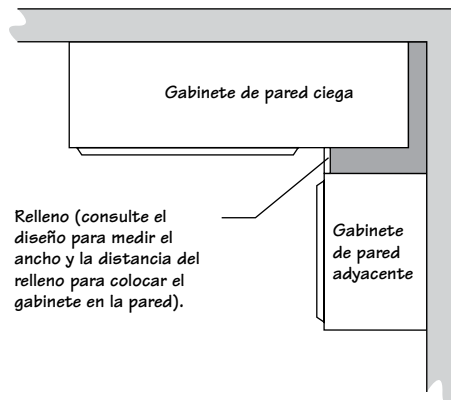 Gabinete de pared ciega
Relleno (consulte el
diseño para medir el
ancho y la distancia del
relleno para colocar el
gabinete en la pared).
Gabinete
de pared
adyacente